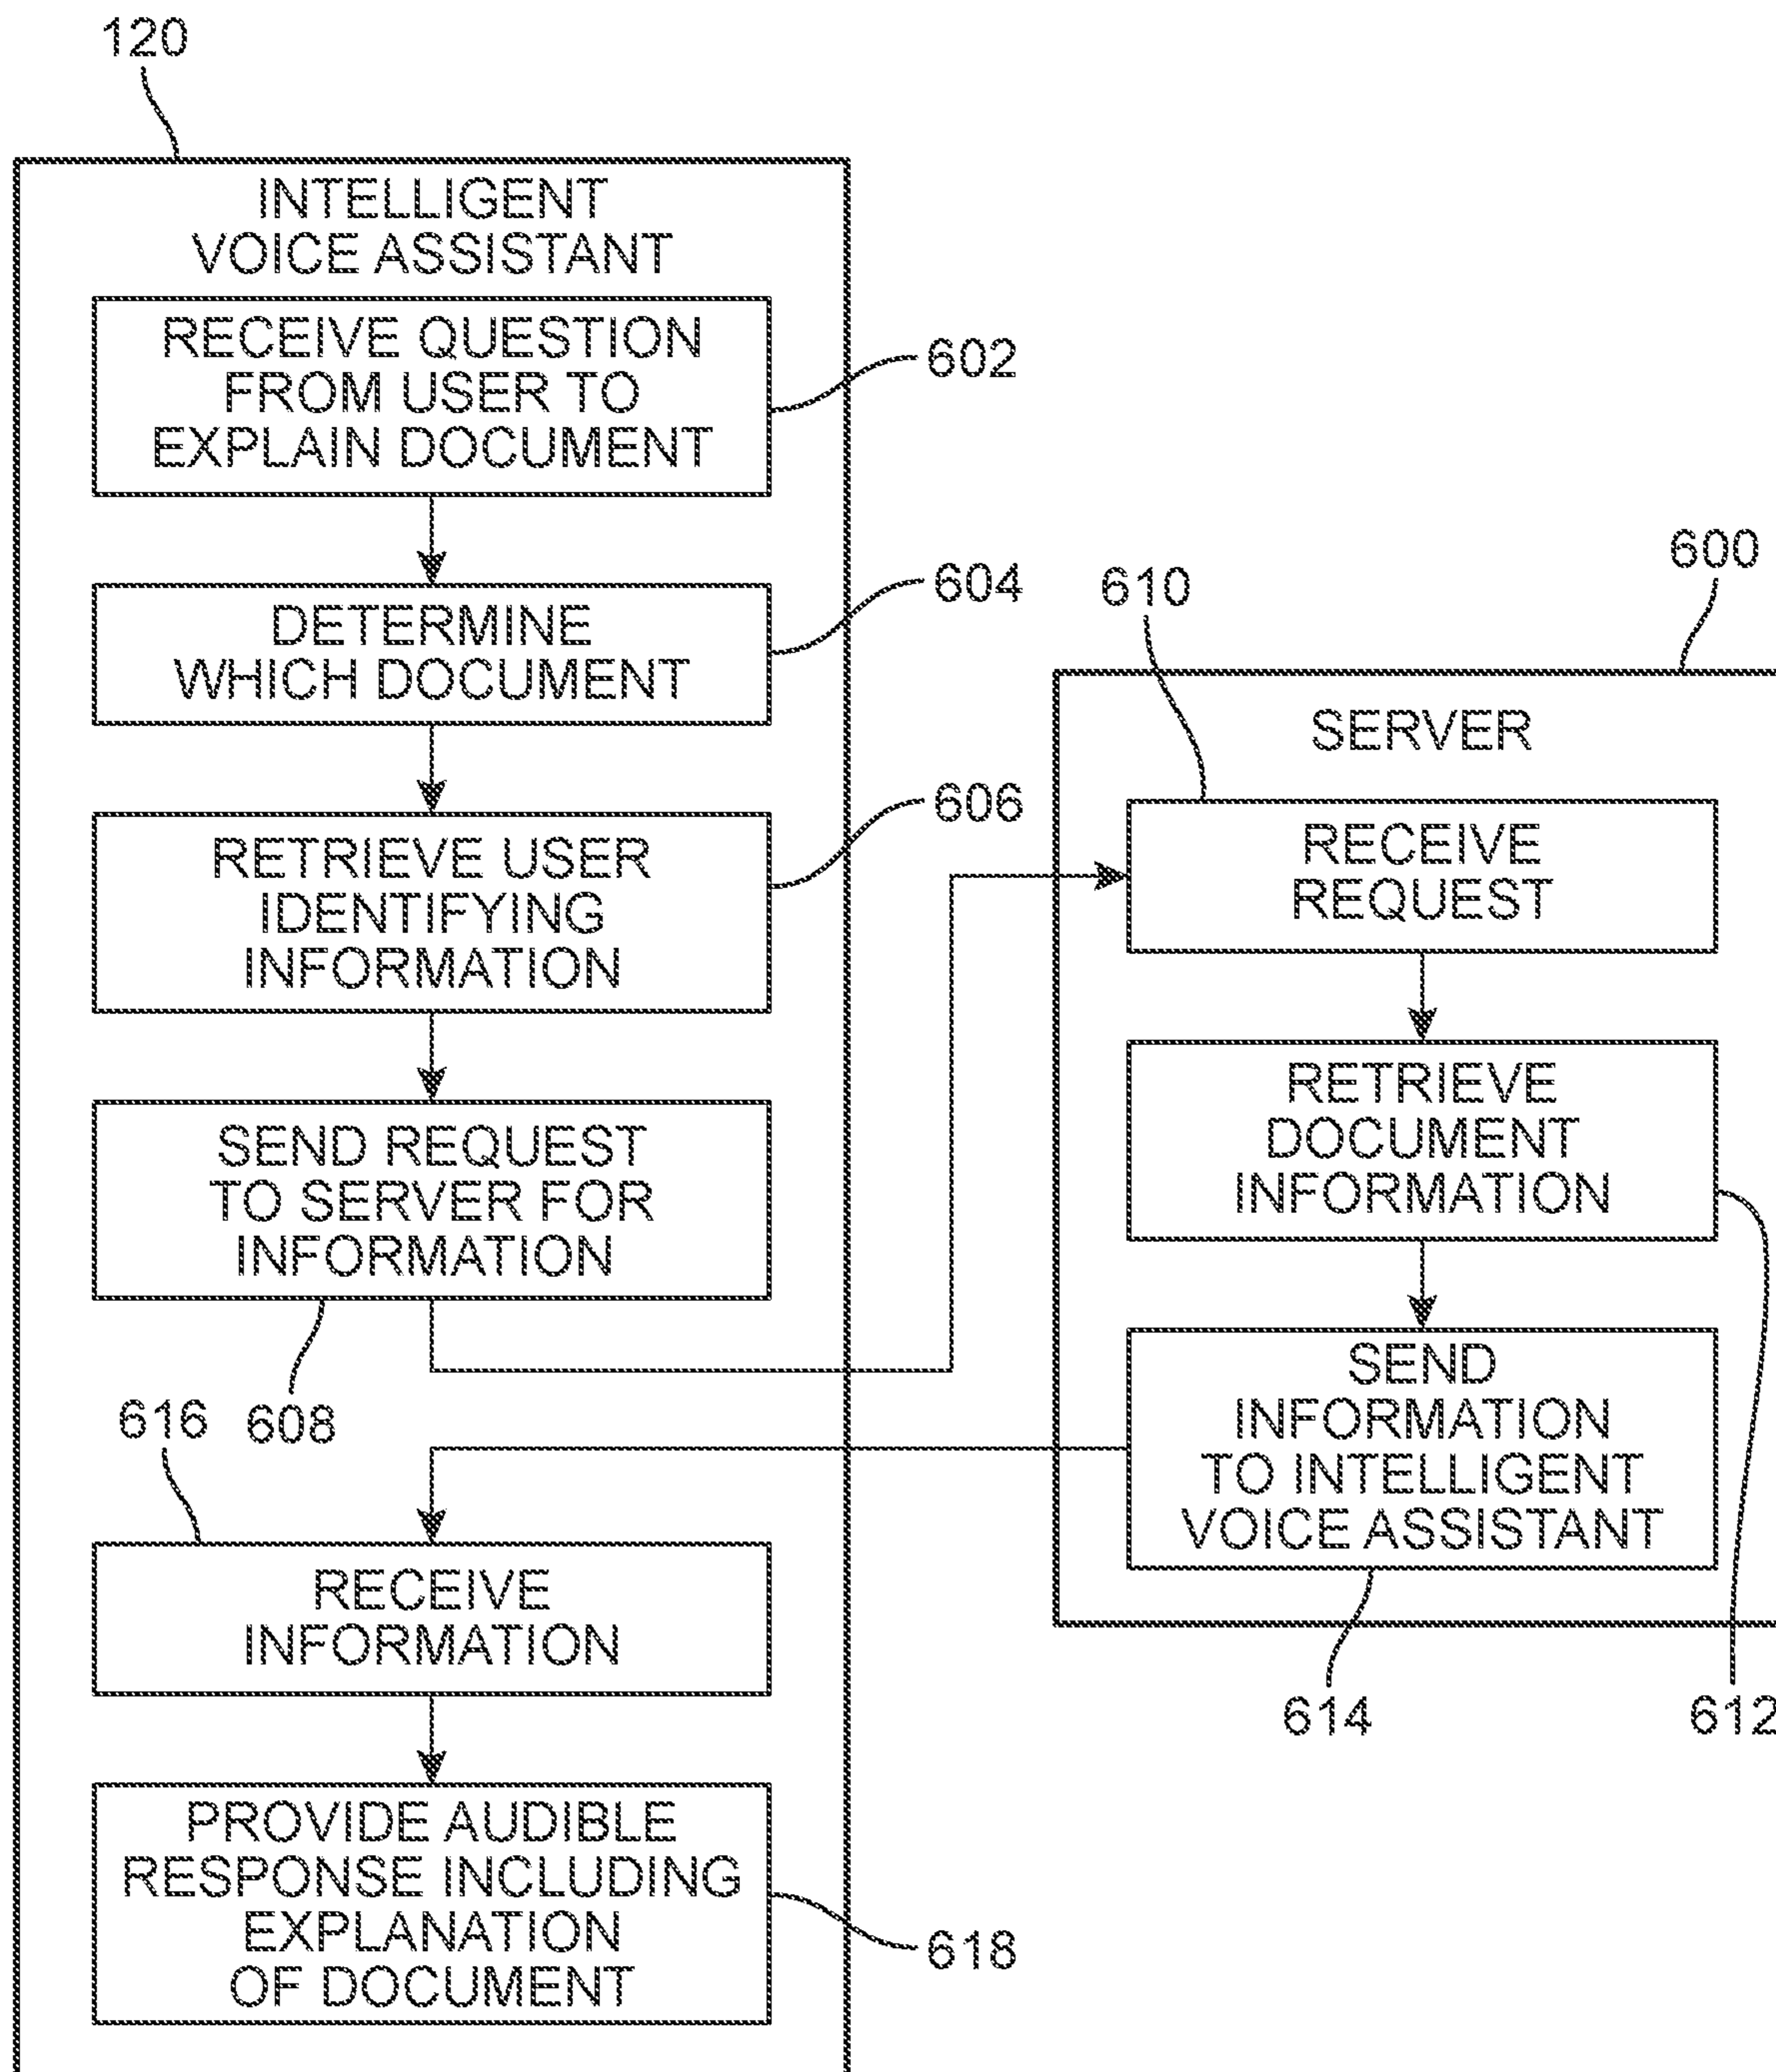 120
INTELLIGENT
VOICE ASSISTANT
RECEIVE QUESTION
FROM USER TO
EXPLAIN DOCUMENT
602
DETERMINE
WHICH DOCUMENT
604
RETRIEVE USER
IDENTIFYING
INFORMATION
606
SEND REQUEST
TO SERVER FOR
INFORMATION
608
600
SERVER
610
RECEIVE
REQUEST
RETRIEVE
DOCUMENT
INFORMATION
612
SEND
INFORMATION
TO INTELLIGENT
VOICE ASSISTANT
614
616
RECEIVE
INFORMATION
PROVIDE AUDIBLE
RESPONSE INCLUDING
EXPLANATION
OF DOCUMENT
618